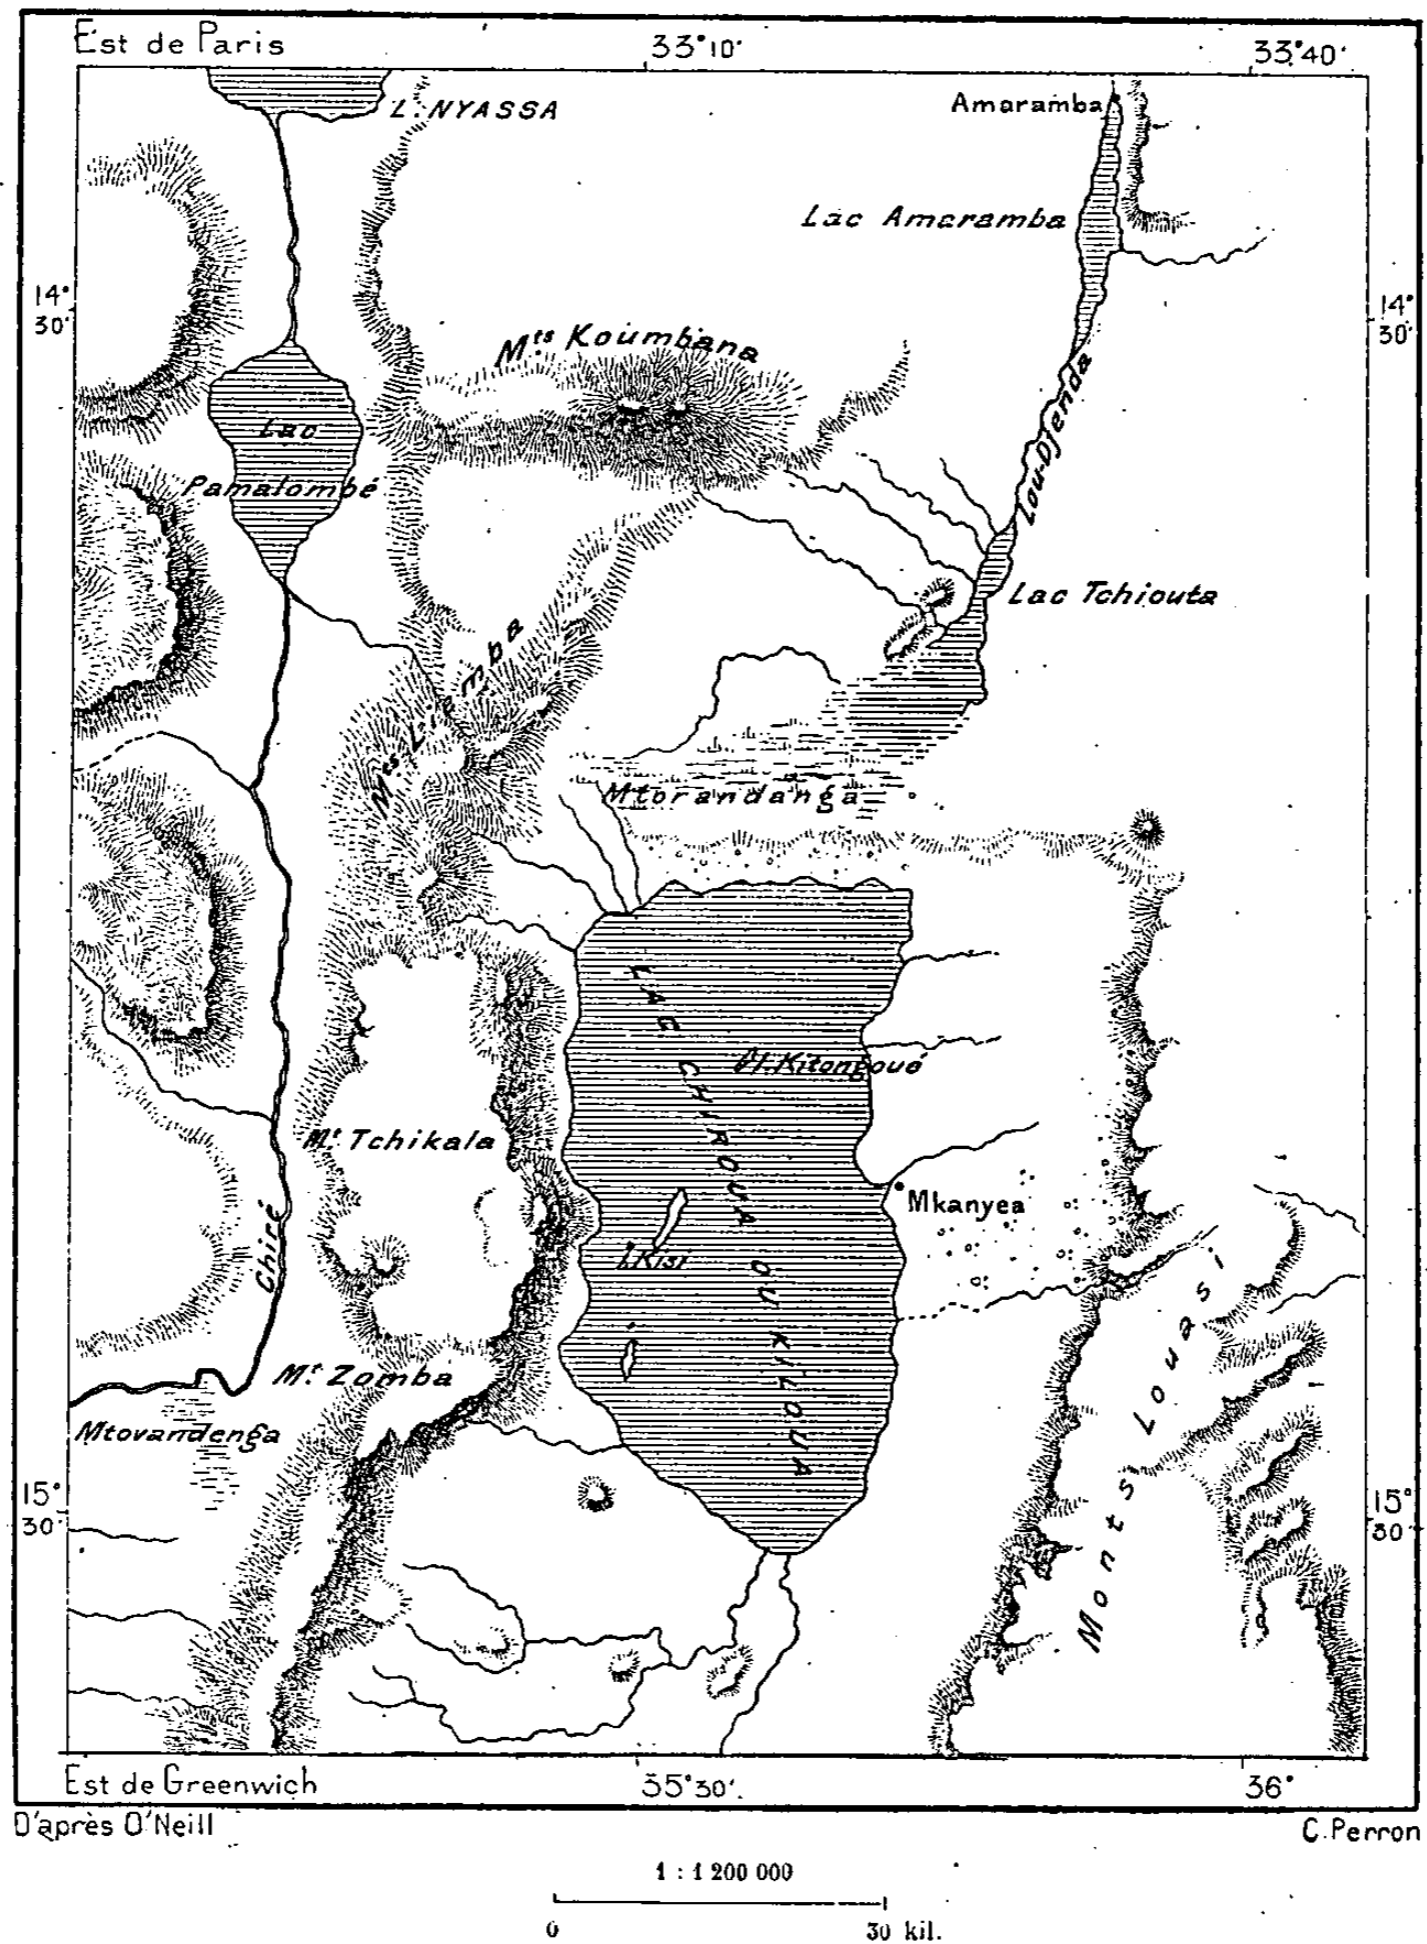 Est de Paris
33°10'
33°40'
L. NYASSA
Amaramba
Lac Amaramba
14°
30'
14°
30'
Mts Koumbana
Lac
Pamalombé
Lou-Djenda
Lac Tchiouta
Mts Liemba
Mtorandanga
LAC CHIROUA OU KILOUA
I. Kitongoué
Mt. Tchikala
Mkanyea
Chiré
I. Kisi
Monts Louasi
Mt. Zomba
Mtovandenga
15°
30'
15°
30'
Est de Greenwich
35°30'.
36°
D'après O'Neill
C. Perron
1 : 1 200 000
0
30 kil.